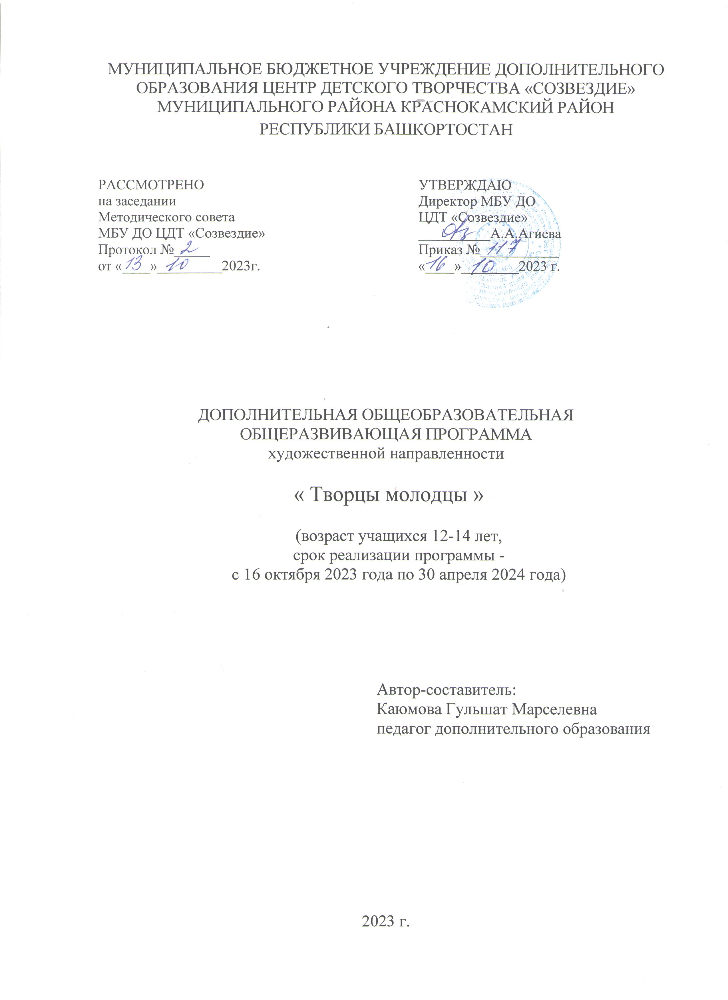 МУНИЦИПАЛЬНОЕ БЮДЖЕТНОЕ УЧРЕЖДЕНИЕ ДОПОЛНИТЕЛЬНОГО
ОБРАЗОВАНИЯ ЦЕНТР ДЕТСКОГО ТВОРЧЕСТВА «СОЗВЕЗДИЕ»
МУНИЦИПАЛЬНОГО РАЙОНА КРАСНОКАМСКИЙ РАЙОН
РЕСПУБЛИКИ БАШКОРТОСТАН
РАССМОТРЕНО
на заседании
Методического совета
МБУ ДО ЦДТ «Созвездие»
Протокол № 2
от «13» 10 2023г.
УТВЕРЖДАЮ
Директор МБУ ДО
ЦДТ «Созвездие»
А.А.Агиева
Приказ № 117
«16» 10 2023 г.
ДОПОЛНИТЕЛЬНАЯ ОБЩЕОБРАЗОВАТЕЛЬНАЯ
ОБЩЕРАЗВИВАЮЩАЯ ПРОГРАММА
художественной направленности
« Творцы молодцы »
(возраст учащихся 12-14 лет,
срок реализации программы -
с 16 октября 2023 года по 30 апреля 2024 года)
Автор-составитель:
Каюмова Гульшат Марселевна
педагог дополнительного образования
2023 г.